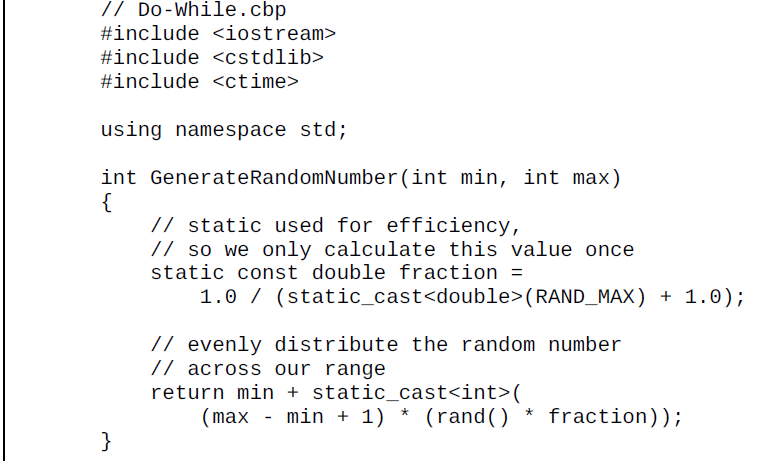 // Do-While.cbp
#include <iostream>
#include <cstdlib>
#include <ctime>

using namespace std;

int GenerateRandomNumber(int min, int max)
{
    // static used for efficiency,
    // so we only calculate this value once
    static const double fraction =
        1.0 / (static_cast<double>(RAND_MAX) + 1.0);

    // evenly distribute the random number
    // across our range
    return min + static_cast<int>(
        (max - min + 1) * (rand() * fraction));
}